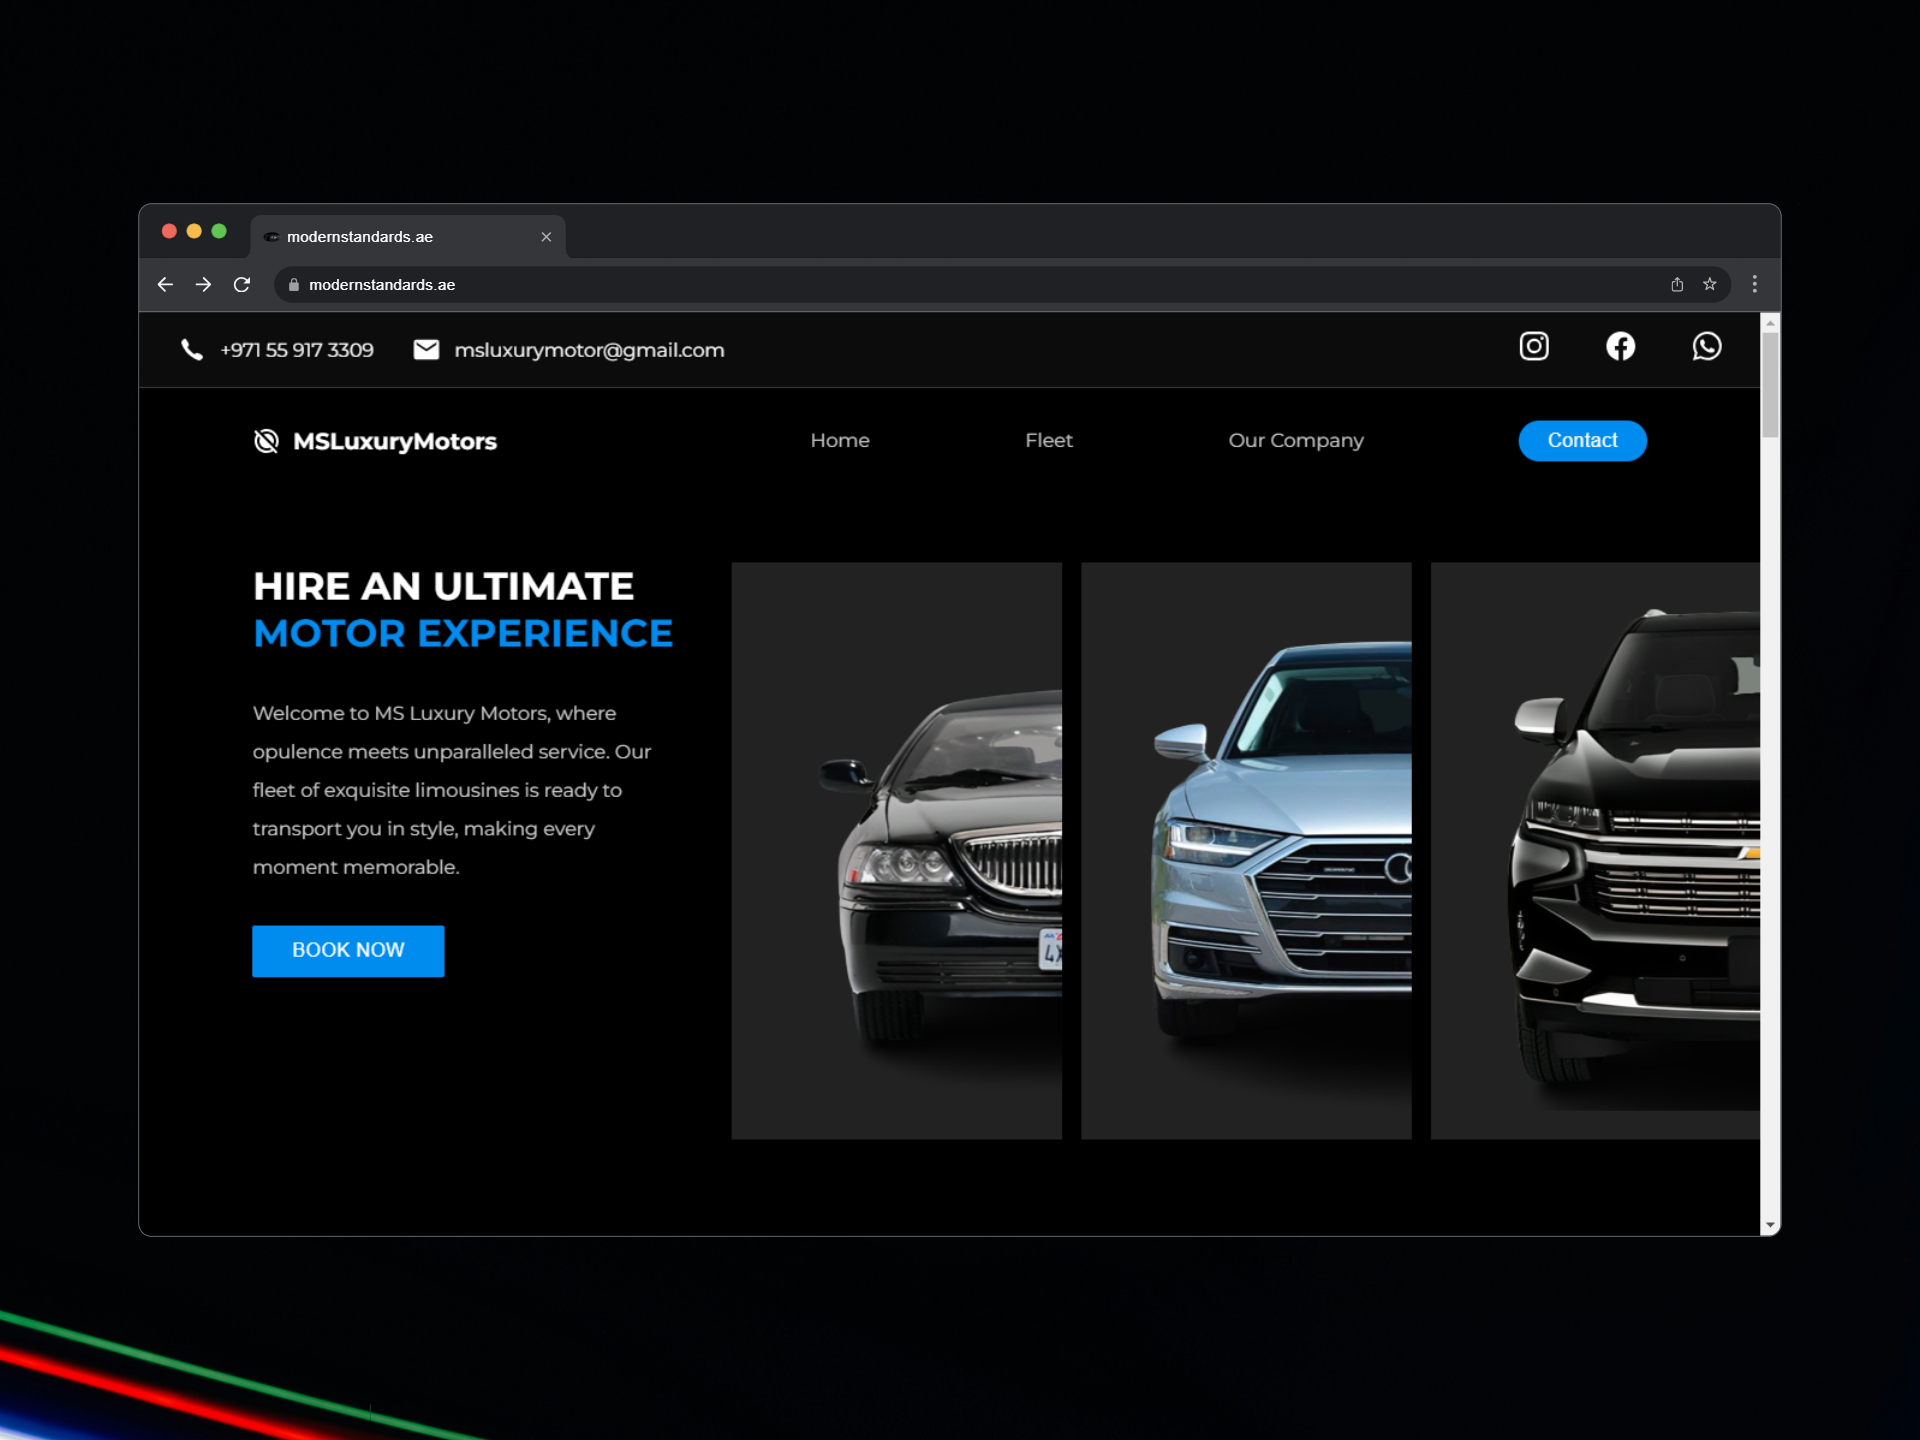 modernstandards.ae
modernstandards.ae
+971 55 917 3309 msluxurymotor@gmail.com
MSLuxuryMotors Home Fleet Our Company Contact
HIRE AN ULTIMATE
MOTOR EXPERIENCE
Welcome to MS Luxury Motors, where
opulence meets unparalleled service. Our
fleet of exquisite limousines is ready to
transport you in style, making every
moment memorable.
BOOK NOW